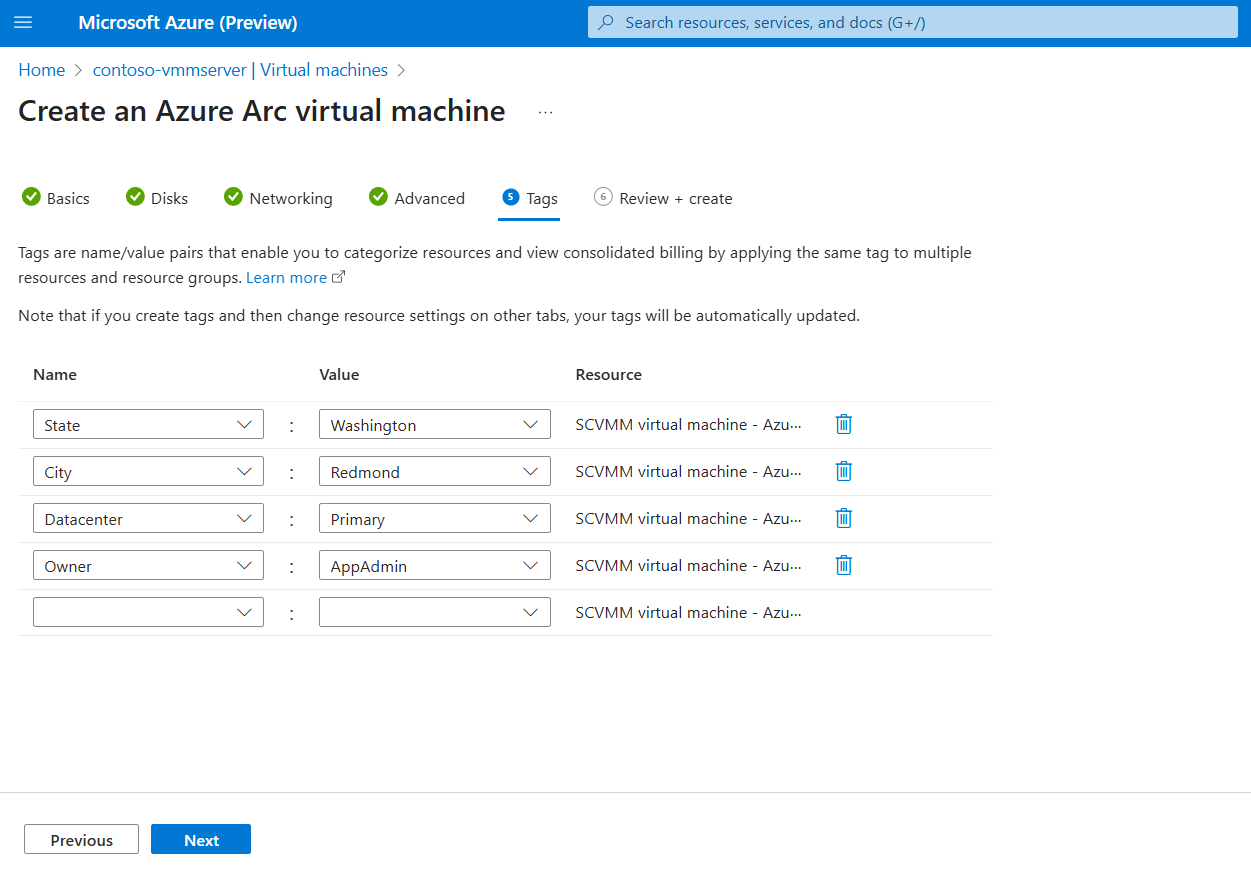 Microsoft Azure (Preview)
Search resources, services, and docs (G+/)
Home > contoso-vmmserver | Virtual machines >
Create an Azure Arc virtual machine ...
Basics
Disks
Networking
Advanced
5 Tags
6 Review + create
Tags are name/value pairs that enable you to categorize resources and view consolidated billing by applying the same tag to multiple
resources and resource groups. Learn more
Note that if you create tags and then change resource settings on other tabs, your tags will be automatically updated.
Name Value Resource
State : Washington SCVMM virtual machine - Azu...
City : Redmond SCVMM virtual machine - Azu...
Datacenter : Primary SCVMM virtual machine - Azu...
Owner : AppAdmin SCVMM virtual machine - Azu...
: SCVMM virtual machine - Azu...
Previous Next